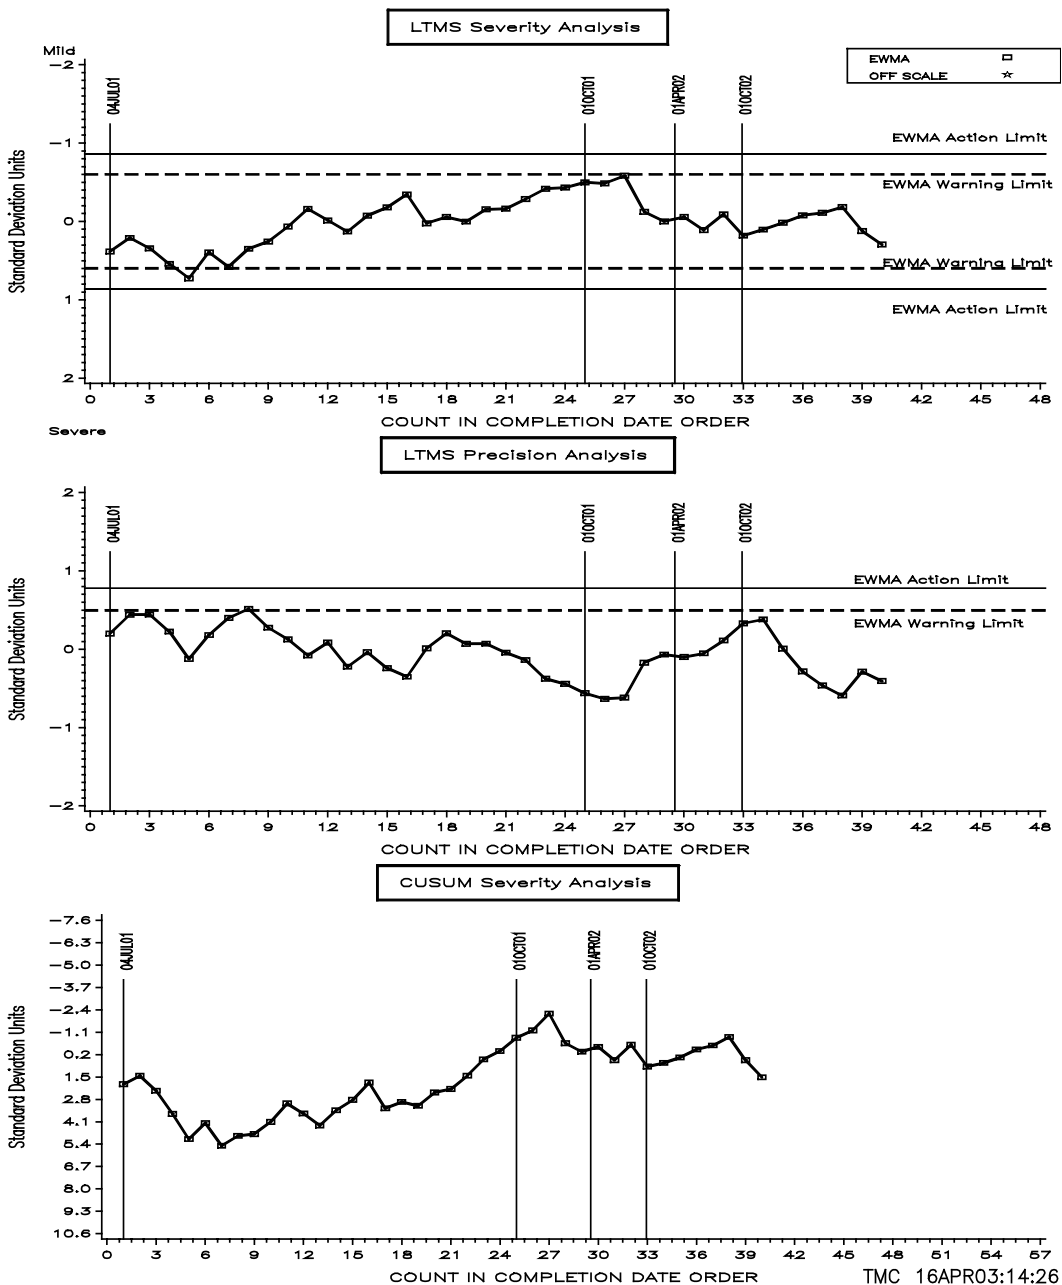 LTMS Severity Analysis
Mild
EWMA
OFF SCALE
Standard Deviation Units
-2
-1
0
1
2
04JUL01
01OCT01
01APR02
01OCT02
EWMA Action Limit
EWMA Warning Limit
EWMA Warning Limit
EWMA Action Limit
0 3 6 9 12 15 18 21 24 27 30 33 36 39 42 45 48
COUNT IN COMPLETION DATE ORDER
Severe
LTMS Precision Analysis
Standard Deviation Units
2
1
0
-1
-2
04JUL01
01OCT01
01APR02
01OCT02
EWMA Action Limit
EWMA Warning Limit
0 3 6 9 12 15 18 21 24 27 30 33 36 39 42 45 48
COUNT IN COMPLETION DATE ORDER
CUSUM Severity Analysis
Standard Deviation Units
-7.6
-6.3
-5.0
-3.7
-2.4
-1.1
0.2
1.5
2.8
4.1
5.4
6.7
8.0
9.3
10.6
04JUL01
01OCT01
01APR02
01OCT02
0 3 6 9 12 15 18 21 24 27 30 33 36 39 42 45 48 51 54 57
COUNT IN COMPLETION DATE ORDER
TMC 16APR03:14:26